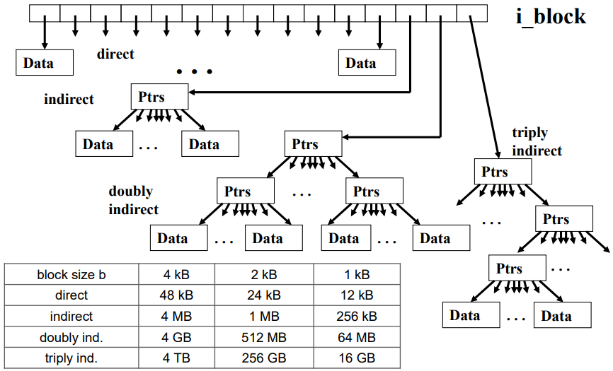 i_block
direct
Data
Data
. . .
indirect
Ptrs
Data . . . Data
triply
indirect
Ptrs
Ptrs
doubly
indirect
Ptrs . . . Ptrs
. . . Ptrs
Data . . . Data Data . . . Data
Ptrs . . .
Data . . . Data
block size b 4 kB 2 kB 1 kB
direct 48 kB 24 kB 12 kB
indirect 4 MB 1 MB 256 kB
doubly ind. 4 GB 512 MB 64 MB
triply ind. 4 TB 256 GB 16 GB